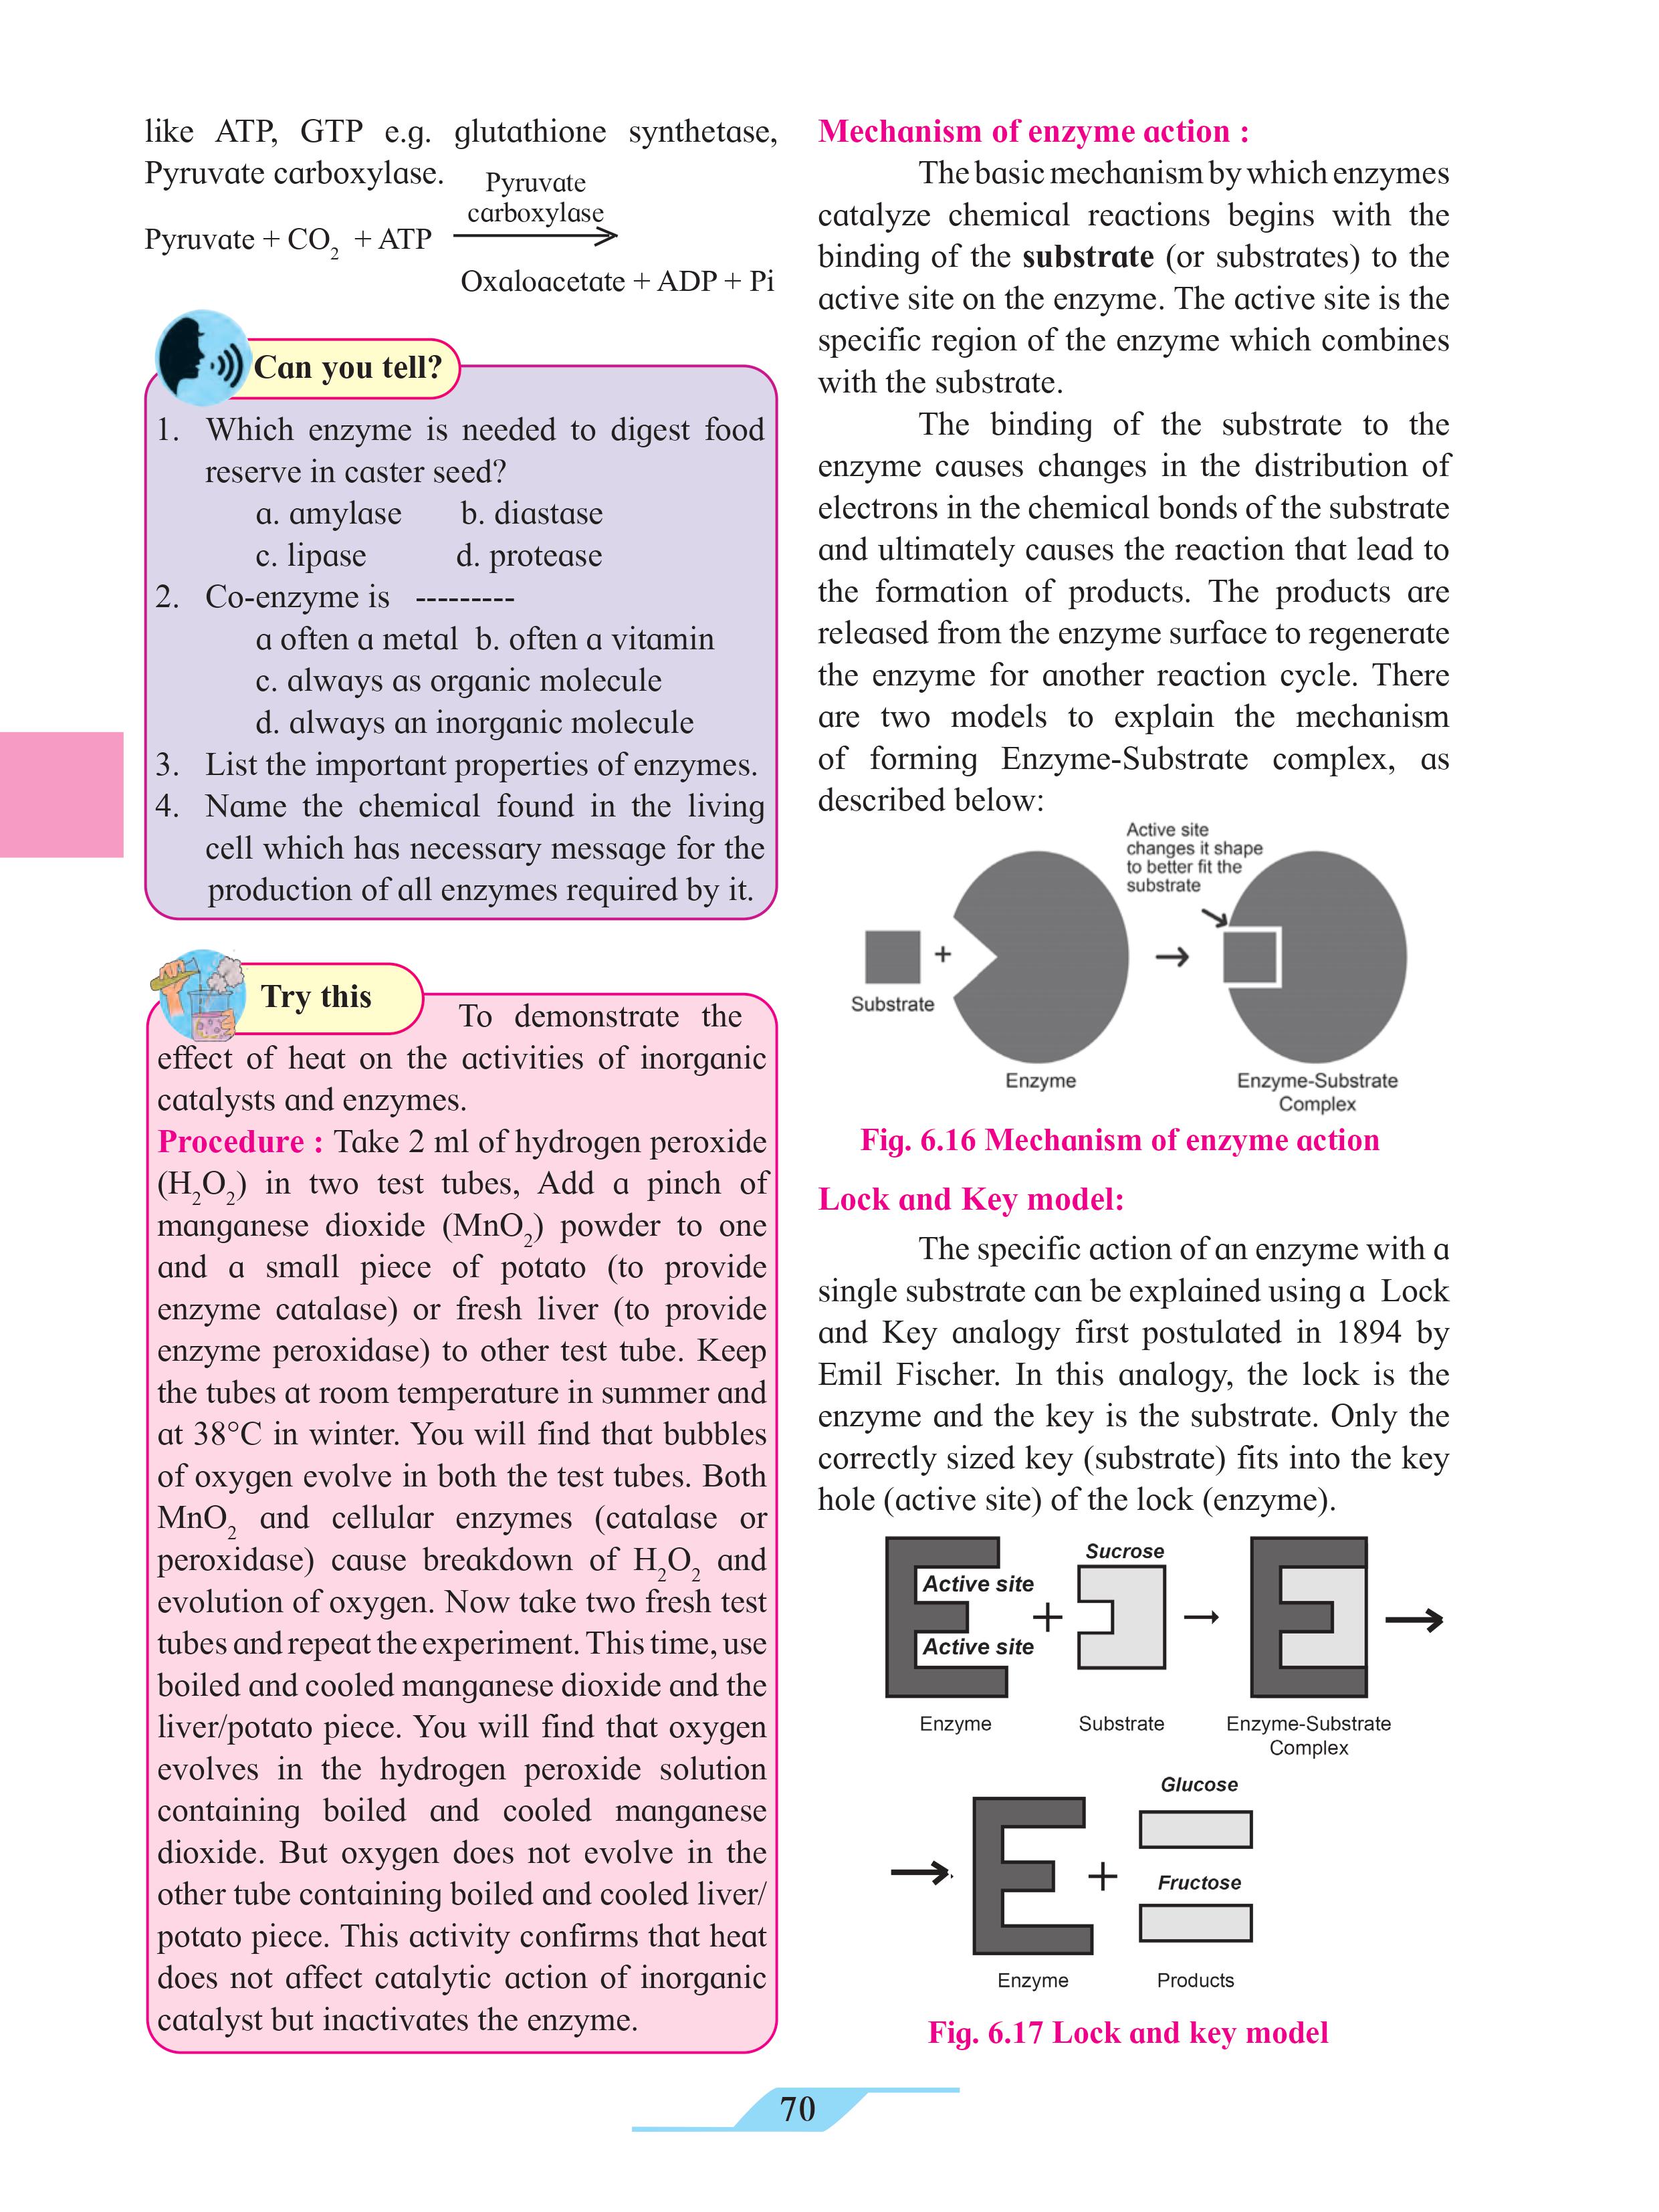 like ATP, GTP e.g. glutathione synthetase,
Pyruvate carboxylase.
Pyruvate
carboxylase
Pyruvate + CO₂ + ATP
Oxaloacetate + ADP + Pi
Can you tell?
1. Which enzyme is needed to digest food
reserve in caster seed?
a. amylase b. diastase
c. lipase d. protease
2. Co-enzyme is ---------
a often a metal b. often a vitamin
c. always as organic molecule
d. always an inorganic molecule
3. List the important properties of enzymes.
4. Name the chemical found in the living
cell which has necessary message for the
production of all enzymes required by it.
Try this
To demonstrate the
effect of heat on the activities of inorganic
catalysts and enzymes.
Procedure : Take 2 ml of hydrogen peroxide
(H₂O₂) in two test tubes, Add a pinch of
manganese dioxide (MnO₂) powder to one
and a small piece of potato (to provide
enzyme catalase) or fresh liver (to provide
enzyme peroxidase) to other test tube. Keep
the tubes at room temperature in summer and
at 38°C in winter. You will find that bubbles
of oxygen evolve in both the test tubes. Both
MnO₂ and cellular enzymes (catalase or
peroxidase) cause breakdown of H₂O₂ and
evolution of oxygen. Now take two fresh test
tubes and repeat the experiment. This time, use
boiled and cooled manganese dioxide and the
liver/potato piece. You will find that oxygen
evolves in the hydrogen peroxide solution
containing boiled and cooled manganese
dioxide. But oxygen does not evolve in the
other tube containing boiled and cooled liver/
potato piece. This activity confirms that heat
does not affect catalytic action of inorganic
catalyst but inactivates the enzyme.
Mechanism of enzyme action :
The basic mechanism by which enzymes
catalyze chemical reactions begins with the
binding of the substrate (or substrates) to the
active site on the enzyme. The active site is the
specific region of the enzyme which combines
with the substrate.
The binding of the substrate to the
enzyme causes changes in the distribution of
electrons in the chemical bonds of the substrate
and ultimately causes the reaction that lead to
the formation of products. The products are
released from the enzyme surface to regenerate
the enzyme for another reaction cycle. There
are two models to explain the mechanism
of forming Enzyme-Substrate complex, as
described below:
Active site
changes it shape
to better fit the
substrate
+
Substrate
Enzyme
Enzyme-Substrate
Complex
Fig. 6.16 Mechanism of enzyme action
Lock and Key model:
The specific action of an enzyme with a
single substrate can be explained using a Lock
and Key analogy first postulated in 1894 by
Emil Fischer. In this analogy, the lock is the
enzyme and the key is the substrate. Only the
correctly sized key (substrate) fits into the key
hole (active site) of the lock (enzyme).
Sucrose
Active site
+
Active site
Enzyme Substrate Enzyme-Substrate
Complex
Glucose
+
Fructose
Enzyme Products
Fig. 6.17 Lock and key model
70